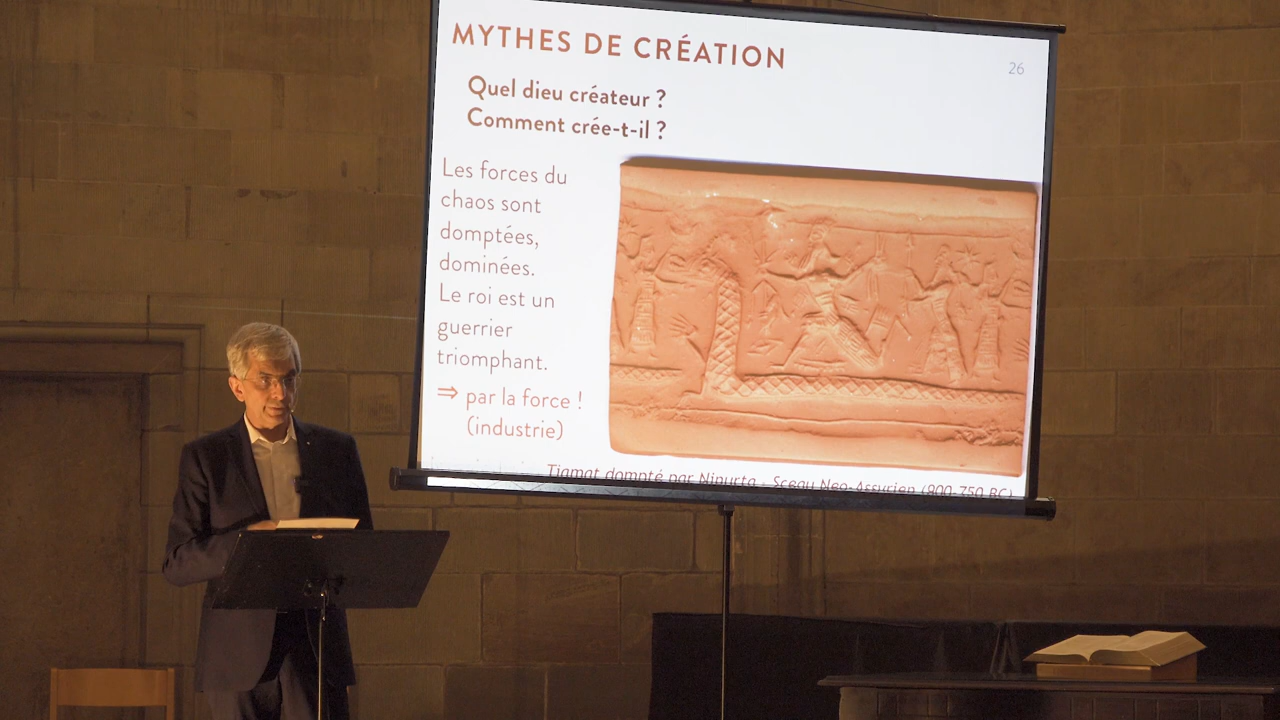 MYTHES DE CRÉATION
26
Quel dieu créateur ?
Comment crée-t-il ?
Les forces du
chaos sont
domptées,
dominées.
Le roi est un
guerrier
triomphant.
⇒ par la force !
(industrie)
Tiamat dompté par Ninurta - Sceau Neo-Assyrien (900-750 BC)